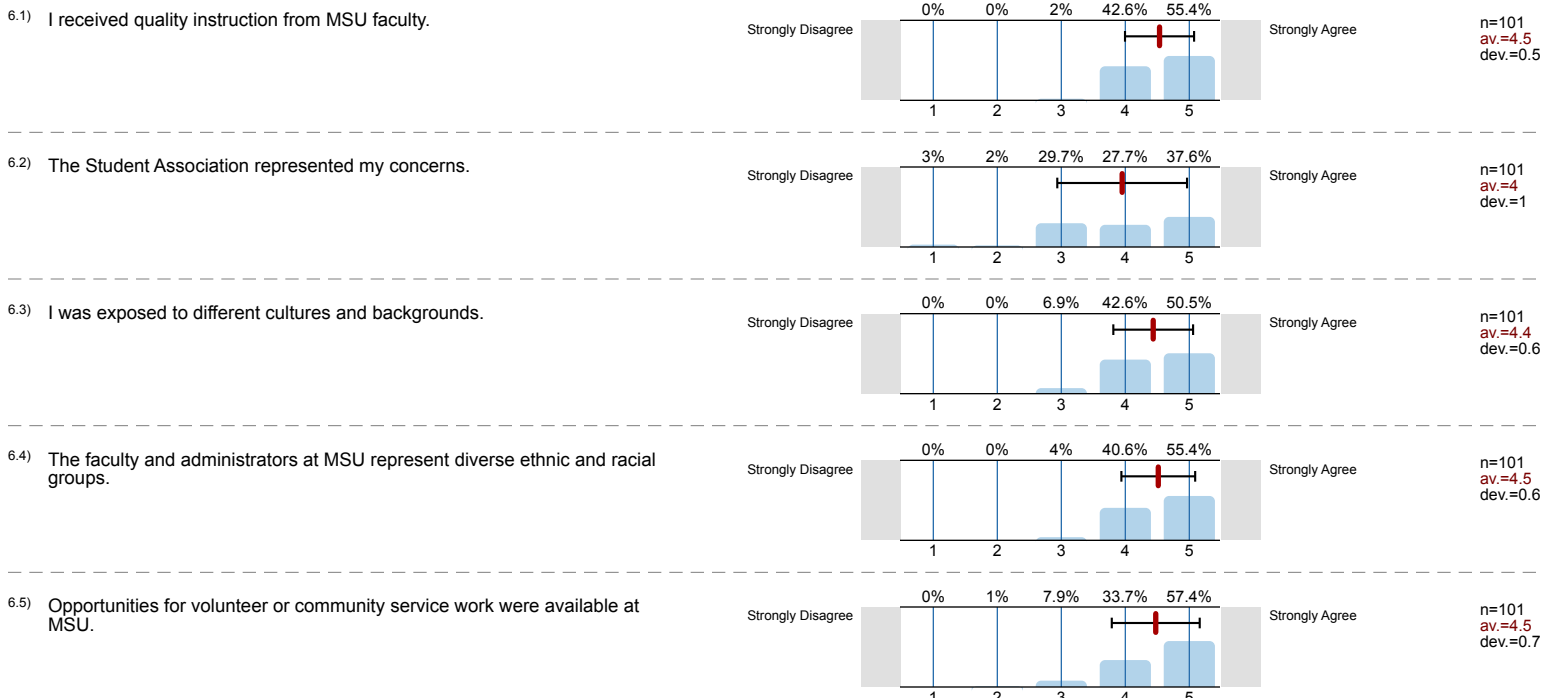 6.1) I received quality instruction from MSU faculty.
0% 0% 2% 42.6% 55.4%
Strongly Disagree Strongly Agree
n=101
av.=4.5
dev.=0.5
1 2 3 4 5
6.2) The Student Association represented my concerns.
3% 2% 29.7% 27.7% 37.6%
Strongly Disagree Strongly Agree
n=101
av.=4
dev.=1
1 2 3 4 5
6.3) I was exposed to different cultures and backgrounds.
0% 0% 6.9% 42.6% 50.5%
Strongly Disagree Strongly Agree
n=101
av.=4.4
dev.=0.6
1 2 3 4 5
6.4) The faculty and administrators at MSU represent diverse ethnic and racial
groups.
0% 0% 4% 40.6% 55.4%
Strongly Disagree Strongly Agree
n=101
av.=4.5
dev.=0.6
1 2 3 4 5
6.5) Opportunities for volunteer or community service work were available at
MSU.
0% 1% 7.9% 33.7% 57.4%
Strongly Disagree Strongly Agree
n=101
av.=4.5
dev.=0.7
1 2 3 4 5